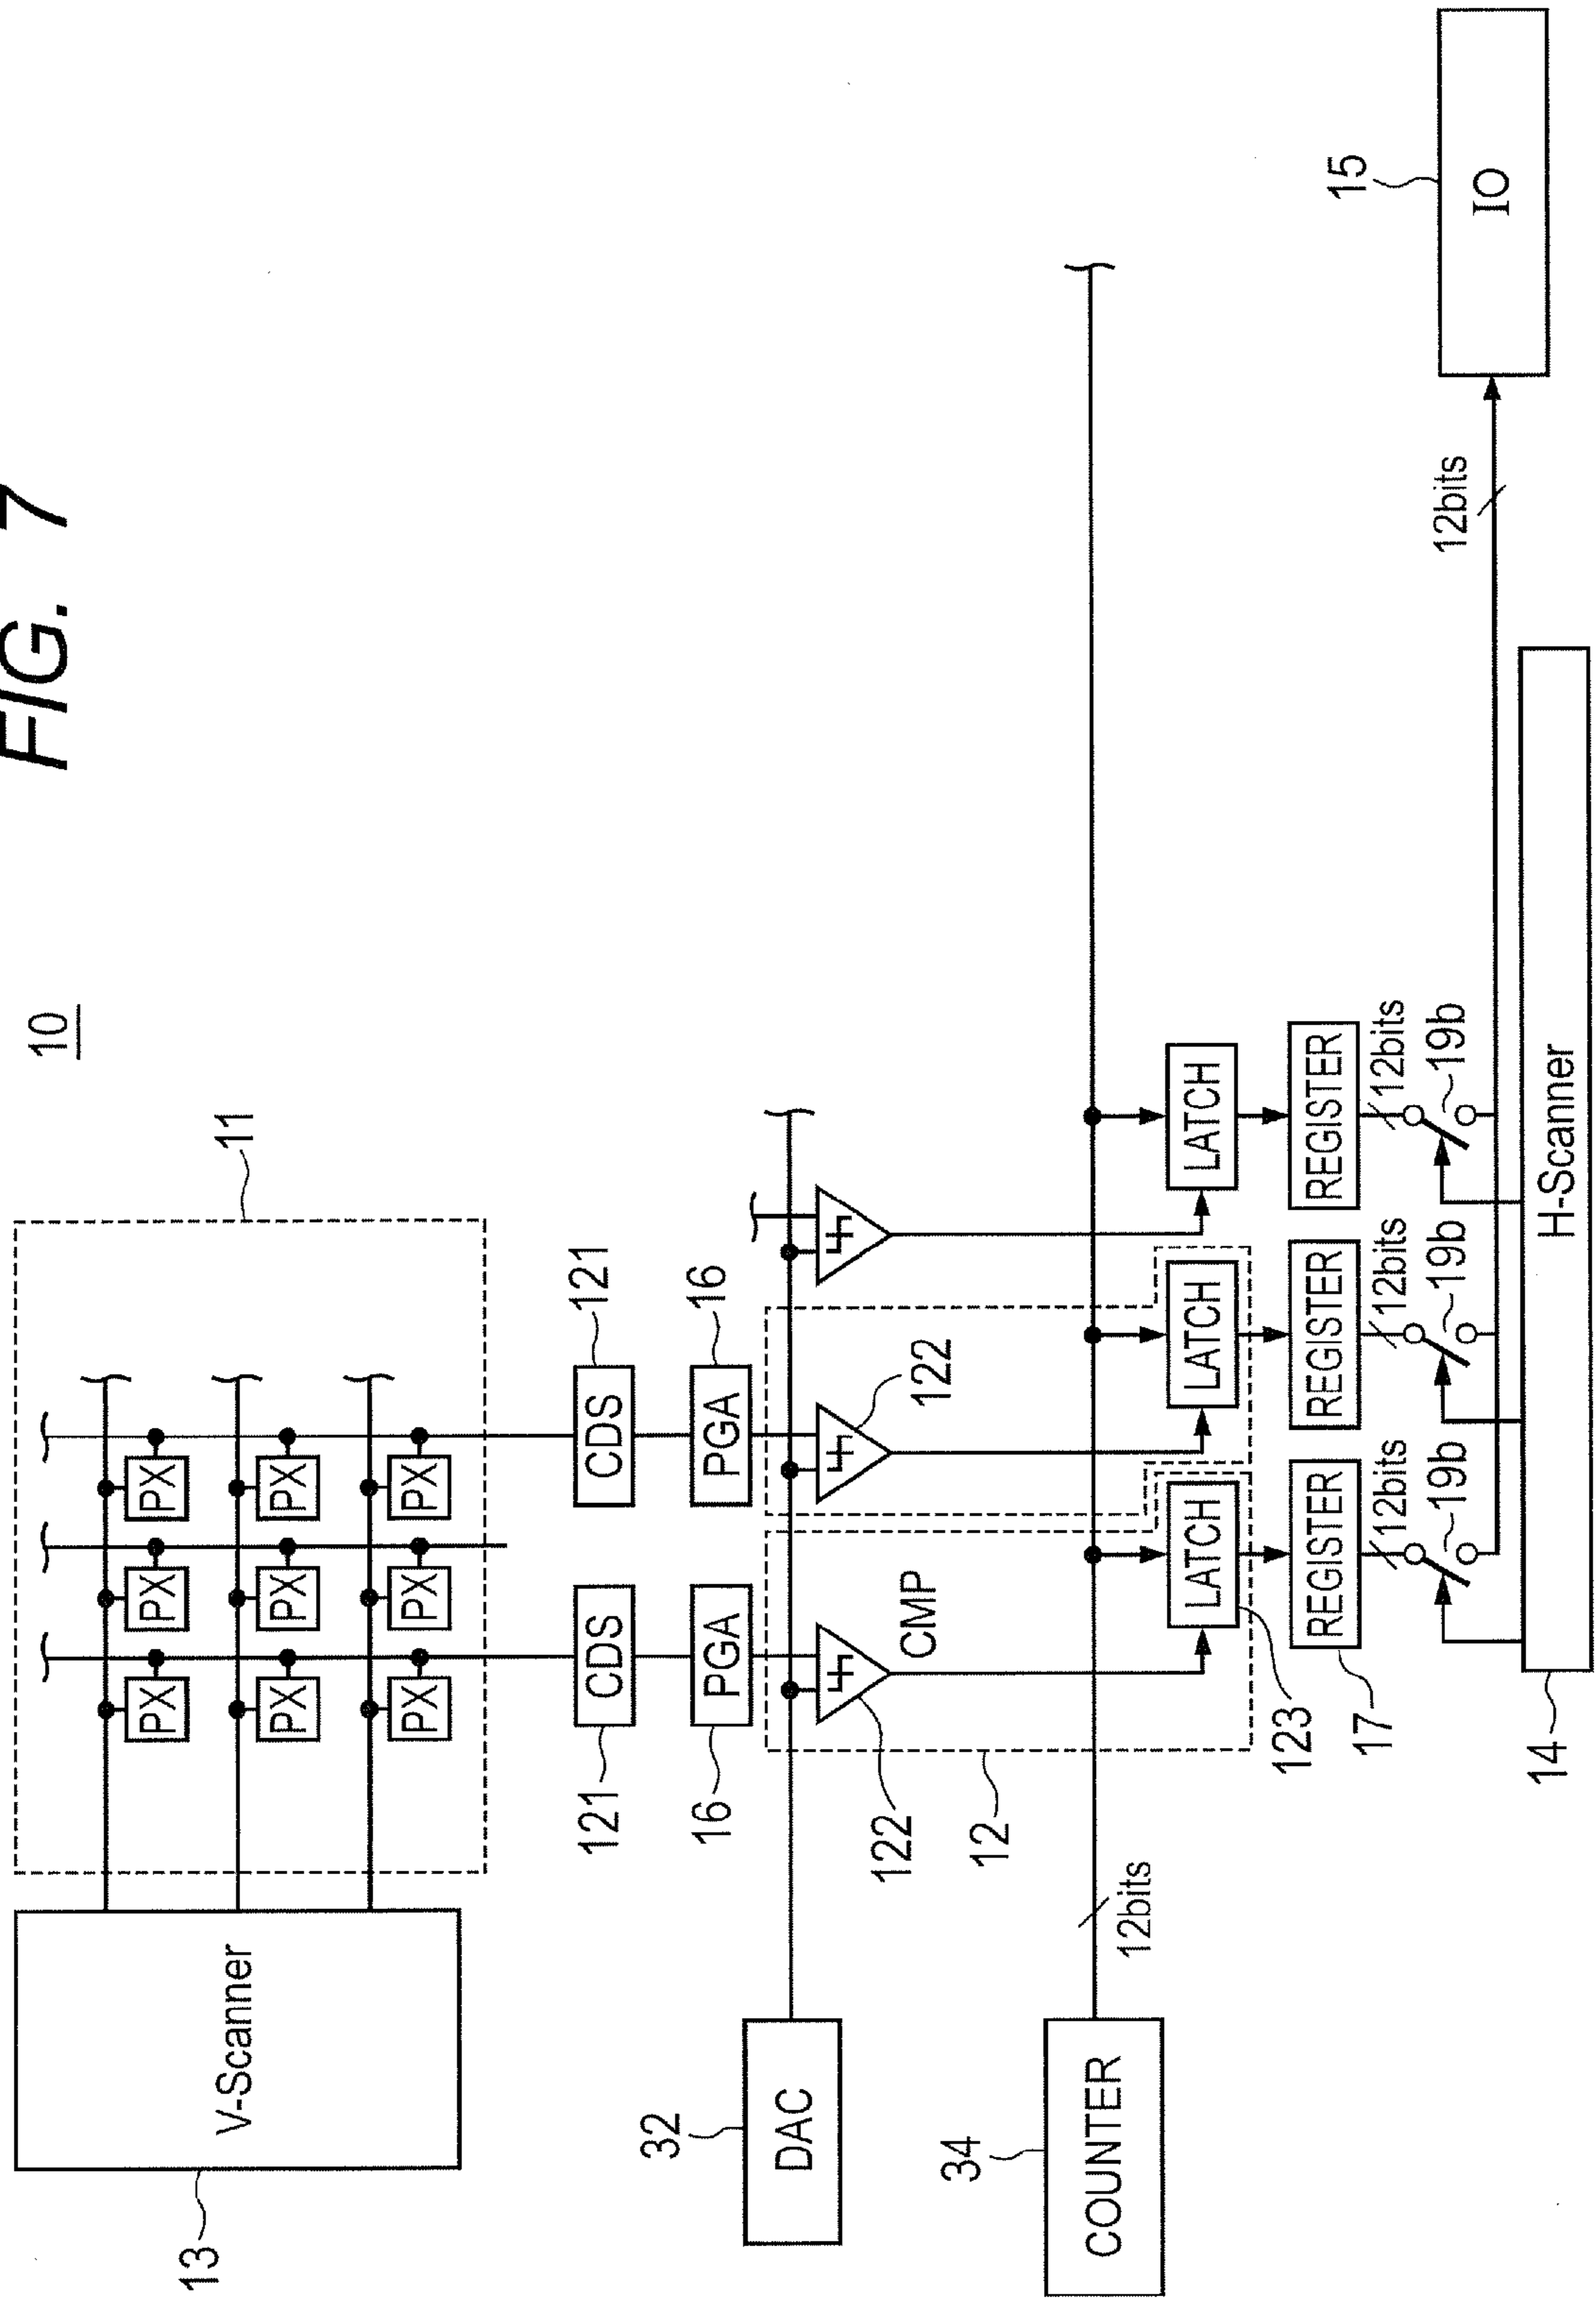 FIG. 7
10
11
13
V-Scanner
PX PX PX
PX PX PX
PX PX PX
121
CDS
121
CDS
16
PGA
16
PGA
32
DAC
122
CMP
122
12
34
COUNTER
12bits
LATCH
LATCH
LATCH
123
REGISTER
REGISTER
REGISTER
17
12bits
12bits
12bits
19b
19b
19b
12bits
15
IO
14
H-Scanner